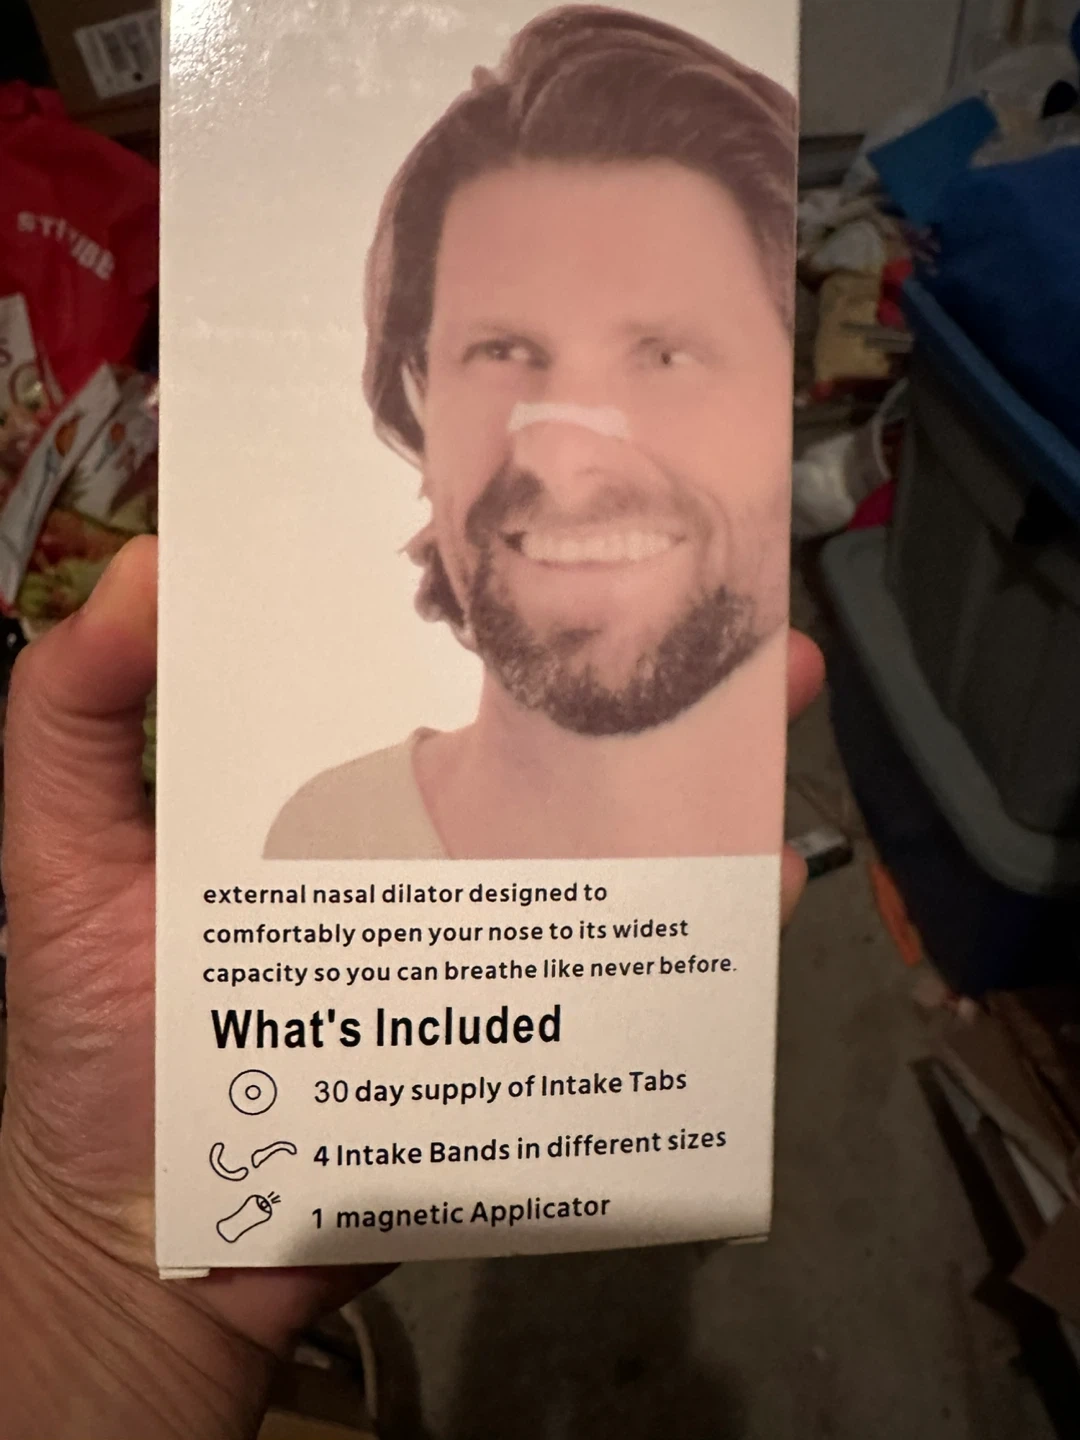 external nasal dilator designed to
comfortably open your nose to its widest
capacity so you can breathe like never before.
What's Included
30 day supply of Intake Tabs
4 Intake Bands in different sizes
1 magnetic Applicator